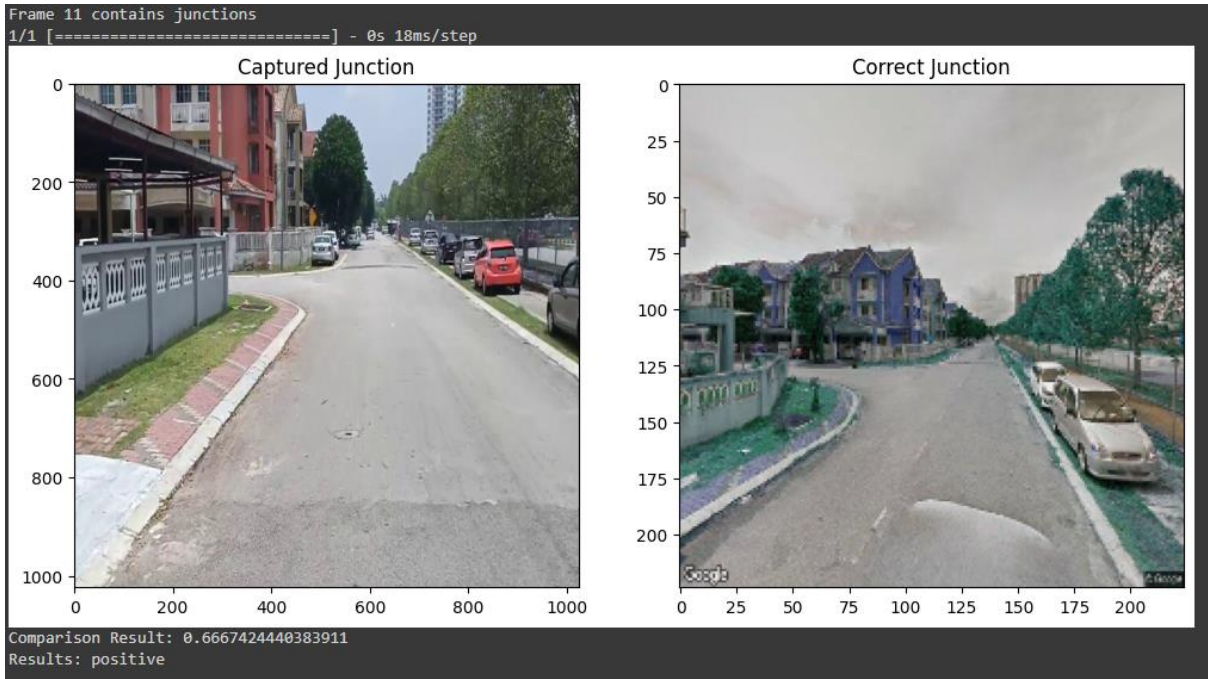 Frame 11 contains junctions
1/1 [==============================] - 0s 18ms/step
Captured Junction
0
200
400
600
800
1000
0 200 400 600 800 1000
Correct Junction
0
25
50
75
100
125
150
175
200
Google
© Google
0 25 50 75 100 125 150 175 200
Comparison Result: 0.6667424440383911
Results: positive